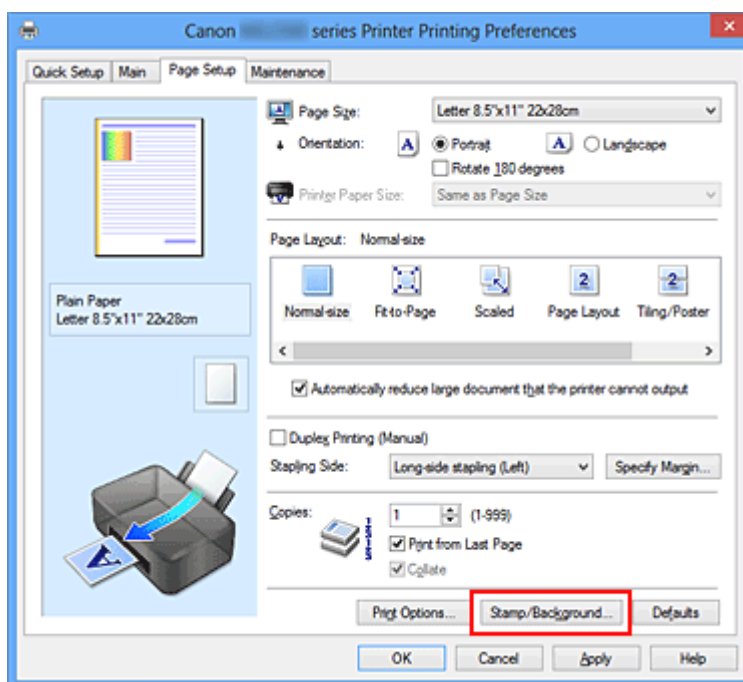 Canon series Printer Printing Preferences
Quick Setup Main Page Setup Maintenance
Page Size: Letter 8.5"x11" 22x28cm
Orientation: A Portrait A Landscape
Rotate 180 degrees
Printer Paper Size: Same as Page Size
Page Layout: Normal-size
2 2
Normal-size Fit-to-Page Scaled Page Layout Tiling/Poster
Plain Paper
Letter 8.5"x11" 22x28cm
Automatically reduce large document that the printer cannot output
Duplex Printing (Manual)
Stapling Side: Long-side stapling (Left) Specify Margin...
Copies: 1 (1-999)
Print from Last Page
Collate
A
Print Options... Stamp/Background... Defaults
OK Cancel Apply Help